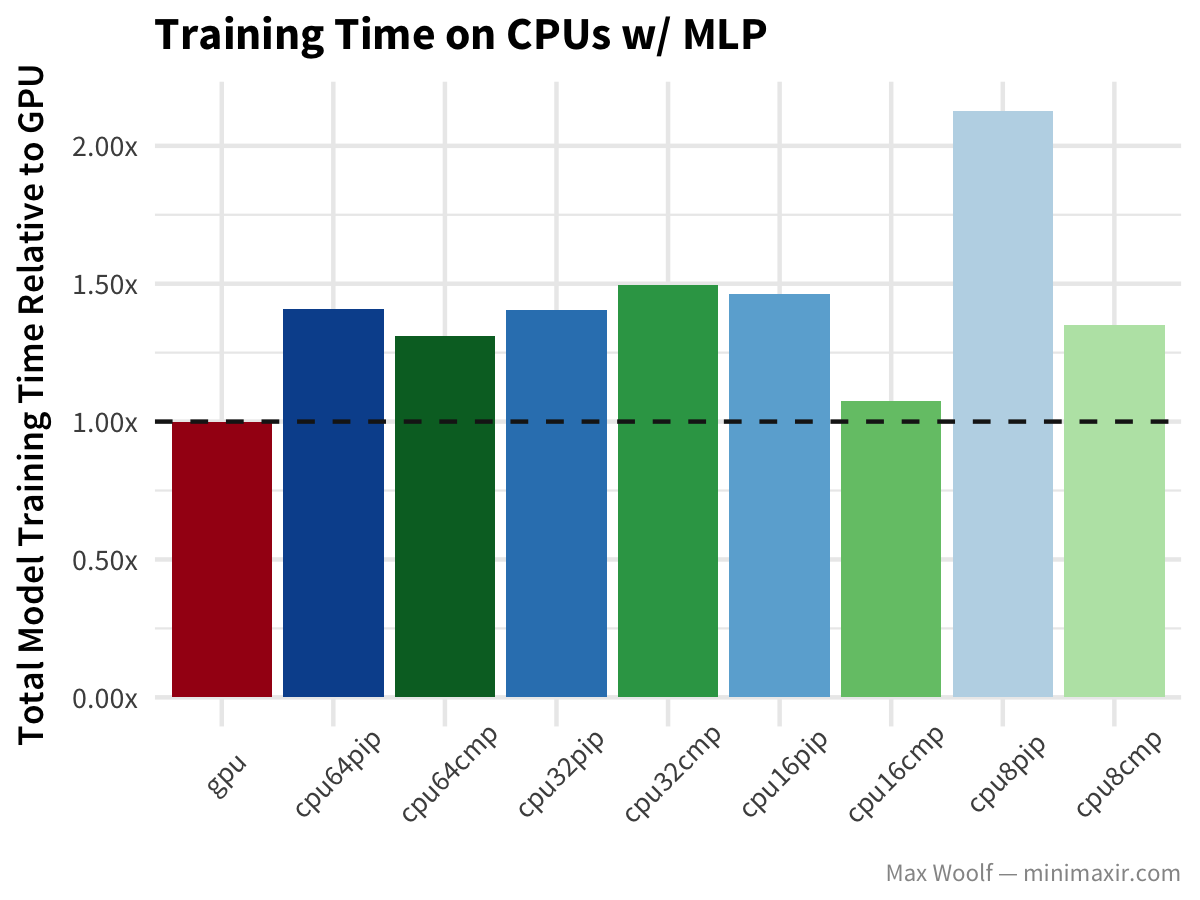 Training Time on CPUs w/ MLP
Total Model Training Time Relative to GPU
2.00x
1.50x
1.00x
0.50x
0.00x
gpu
cpu64pip
cpu64cmp
cpu32pip
cpu32cmp
cpu16pip
cpu16cmp
cpu8pip
cpu8cmp
Max Woolf — minimaxir.com